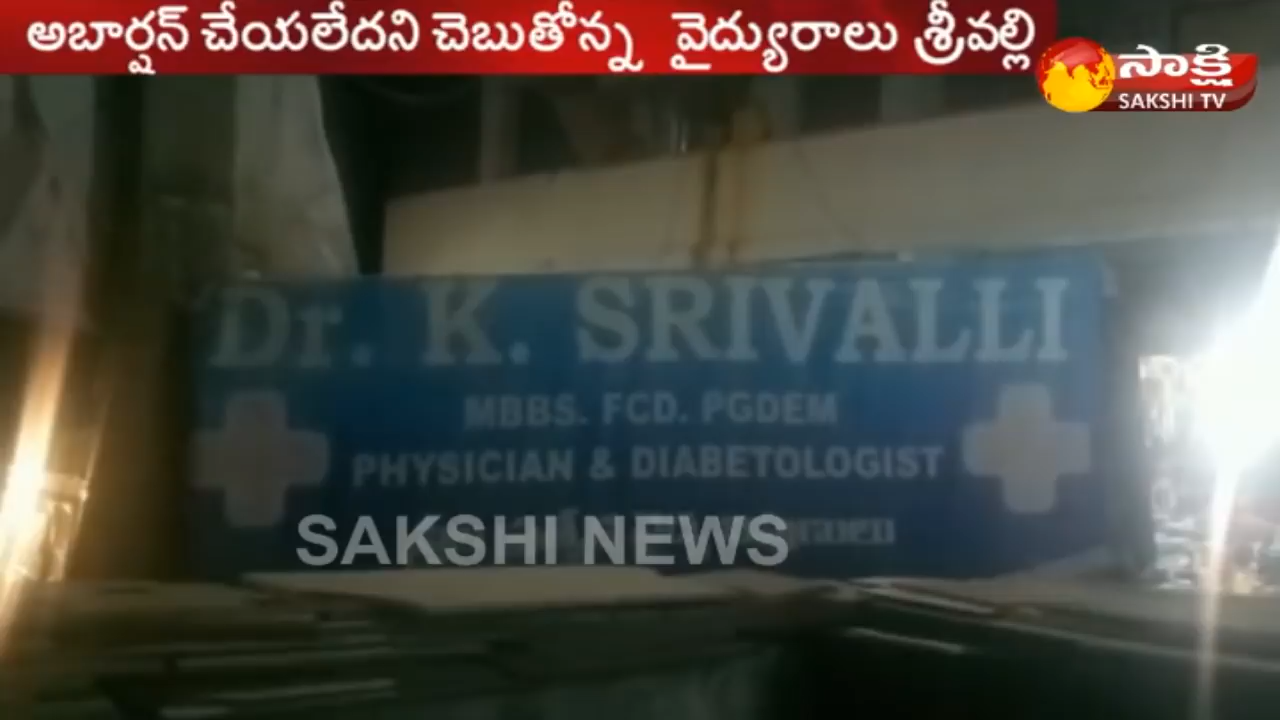 అబార్షన్ చేయలేదని చెబుతోన్న వైద్యురాలు శ్రీవల్లి
సాక్షి
SAKSHI TV
Dr. K. SRIVALLI
MBBS. FCD. PGDEM
PHYSICIAN & DIABETOLOGIST
SAKSHI NEWS